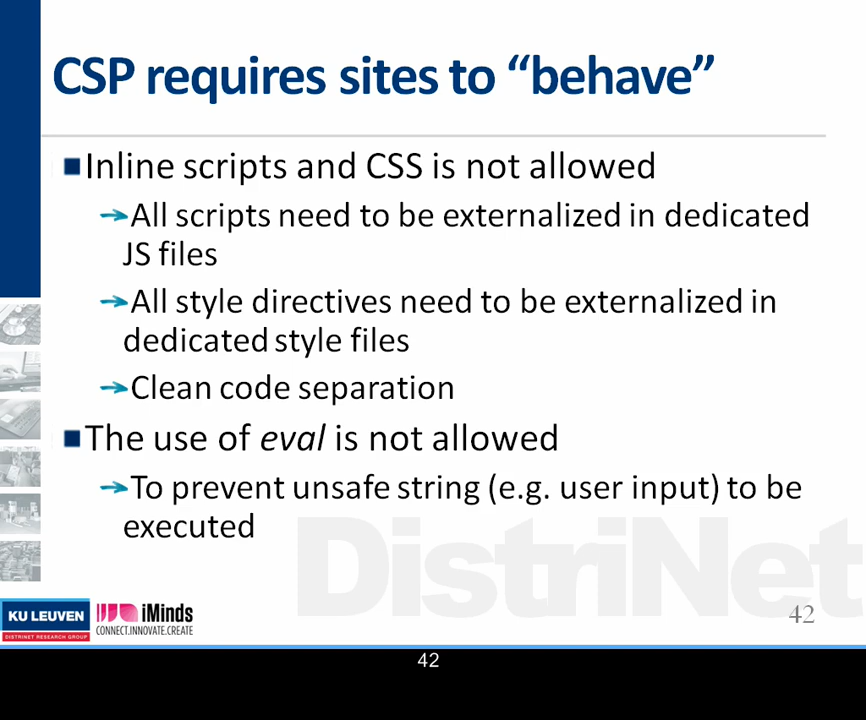 CSP requires sites to “behave”
Inline scripts and CSS is not allowed
All scripts need to be externalized in dedicated
JS files
All style directives need to be externalized in
dedicated style files
Clean code separation
The use of eval is not allowed
To prevent unsafe string (e.g. user input) to be
executed
DistriNet
KU LEUVEN
DISTRINET RESEARCH GROUP
iMinds
CONNECT.INNOVATE.CREATE
42
42